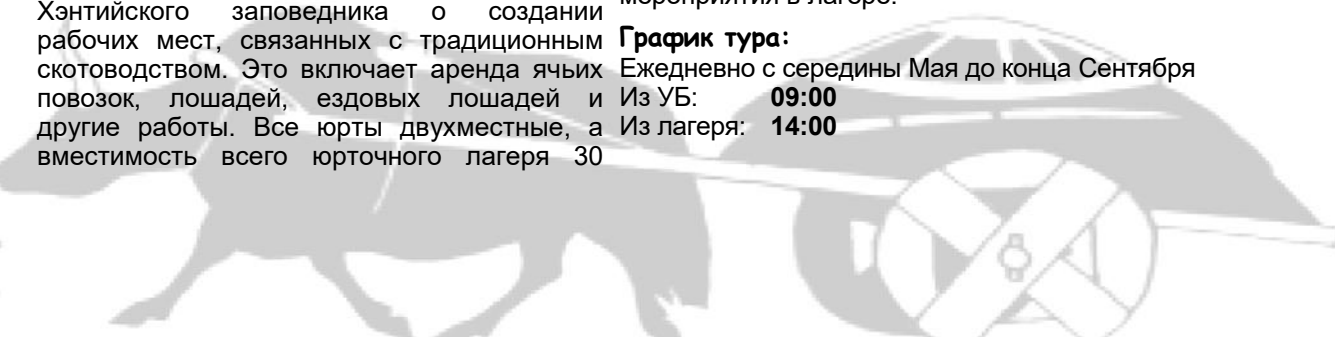 Хэнтийского заповедника о создании
рабочих мест, связанных с традиционным
скотоводством. Это включает аренда ячьих
повозок, лошадей, ездовых лошадей и
другие работы. Все юрты двухместные, а
вместимость всего юрточного лагеря 30
мероприятия в лагере.
График тура:
Ежедневно с середины Мая до конца Сентября
Из УБ: 09:00
Из лагеря: 14:00